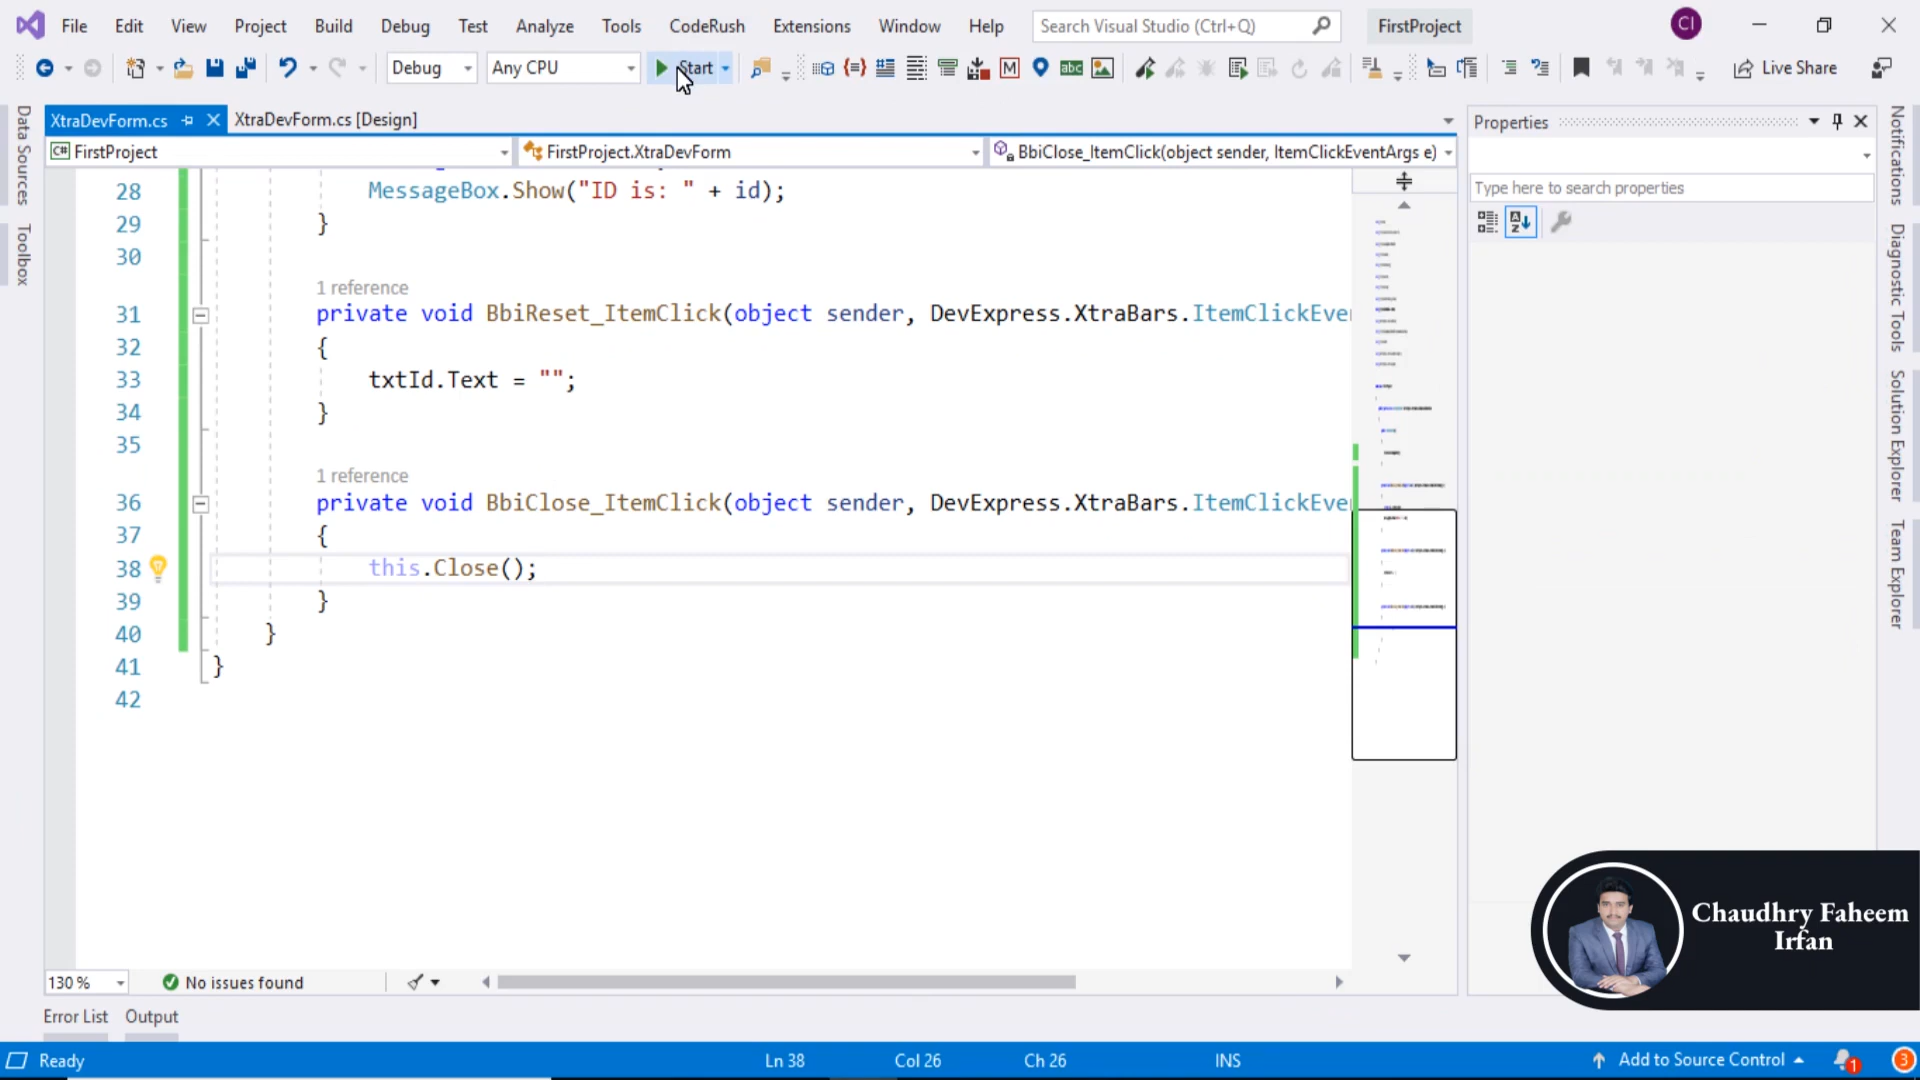 File Edit View Project Build Debug Test Analyze Tools CodeRush Extensions Window Help Search Visual Studio (Ctrl+Q) FirstProject CI
Debug Any CPU Start Live Share
XtraDevForm.cs XtraDevForm.cs [Design]
FirstProject FirstProject.XtraDevForm BbiClose_ItemClick(object sender, ItemClickEventArgs e)
28 MessageBox.Show("ID is: " + id);
29 }
30
1 reference
31 private void BbiReset_ItemClick(object sender, DevExpress.XtraBars.ItemClickEve
32 {
33 txtId.Text = "";
34 }
35
1 reference
36 private void BbiClose_ItemClick(object sender, DevExpress.XtraBars.ItemClickEve
37 {
38 this.Close();
39 }
40 }
41 }
42
130 % No issues found
Error List Output
Ready Ln 38 Col 26 Ch 26 INS Add to Source Control 1 3
Data Sources
Toolbox
Properties
Type here to search properties
Notifications
Diagnostic Tools
Solution Explorer
Team Explorer
Chaudhry Faheem
Irfan